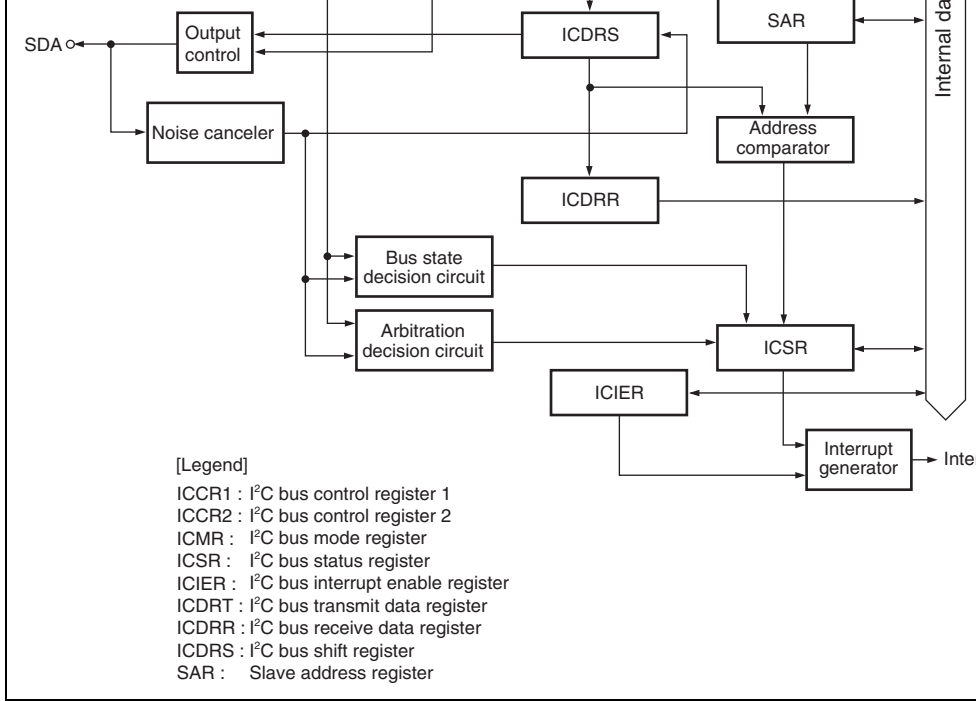 SDA
Output
control
ICDRS
SAR
Internal da
Noise canceler
Address
comparator
ICDRR
Bus state
decision circuit
Arbitration
decision circuit
ICSR
ICIER
Interrupt
generator
Inte
[Legend]
ICCR1 : I²C bus control register 1
ICCR2 : I²C bus control register 2
ICMR : I²C bus mode register
ICSR : I²C bus status register
ICIER : I²C bus interrupt enable register
ICDRT : I²C bus transmit data register
ICDRR : I²C bus receive data register
ICDRS : I²C bus shift register
SAR : Slave address register